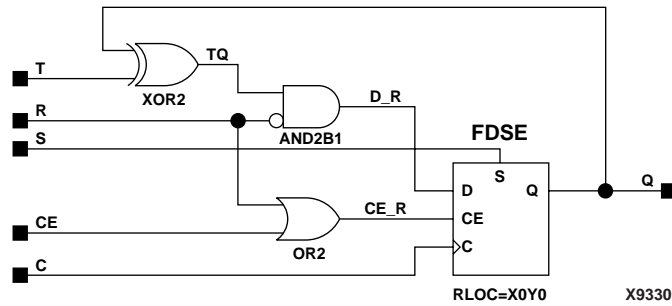 T
TQ
XOR2
R
D_R
AND2B1
FDSE
S
S
D
Q
Q
CE
CE_R
CE
OR2
C
C
RLOC=X0Y0
X9330